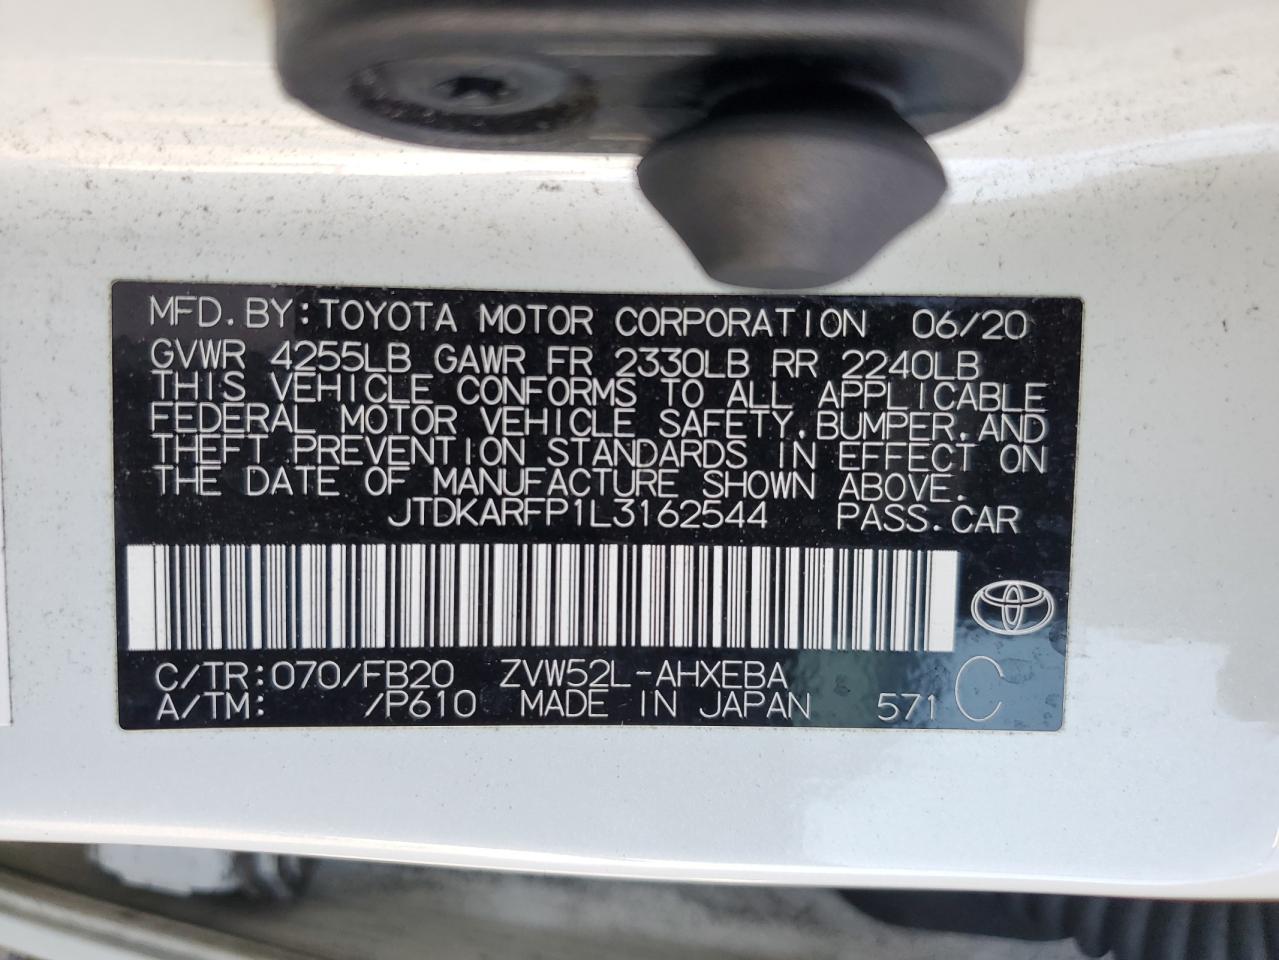 MFD. BY: TOYOTA MOTOR CORPORATION 06/20
GVWR 4255LB GAWR FR 2330LB RR 2240LB
THIS VEHICLE CONFORMS TO ALL APPLICABLE
FEDERAL MOTOR VEHICLE SAFETY, BUMPER, AND
THEFT PREVENTION STANDARDS IN EFFECT ON
THE DATE OF MANUFACTURE SHOWN ABOVE.
JTDKARFP1L3162544 PASS. CAR
C/TR: 070/FB20 ZVW52L-AHXEBA
A/TM: /P610 MADE IN JAPAN 571 C